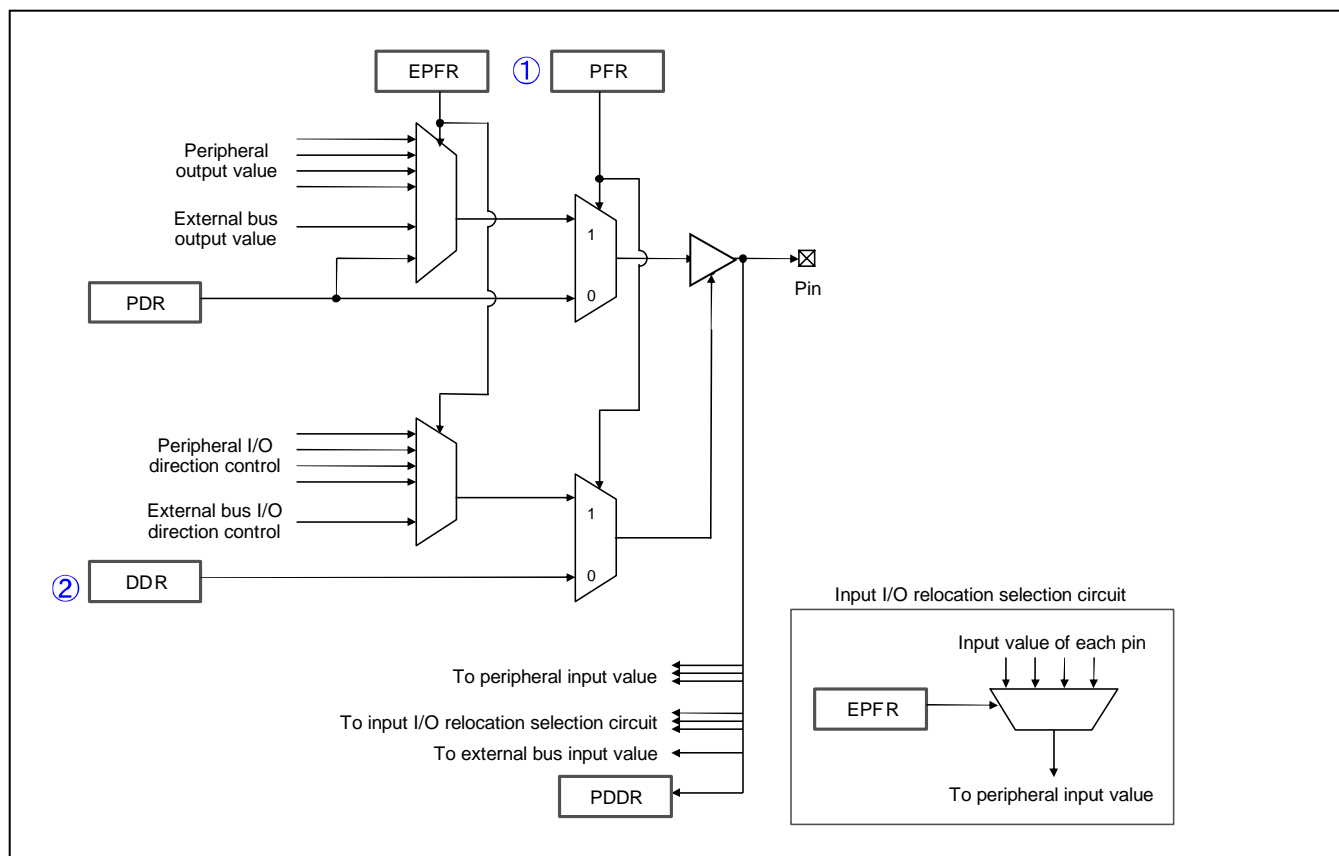 EPFR
①
PFR
Peripheral
output value
External bus
output value
1
0
PDR
Pin
Peripheral I/O
direction control
External bus I/O
direction control
1
0
②
DDR
To peripheral input value
To input I/O relocation selection circuit
To external bus input value
PDDR
Input I/O relocation selection circuit
Input value of each pin
EPFR
To peripheral input value